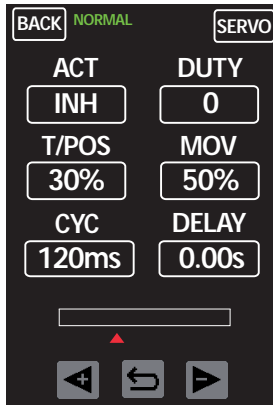 BACK NORMAL SERVO
ACT DUTY
INH 0
T/POS MOV
30% 50%
CYC DELAY
120ms 0.00s
+ -